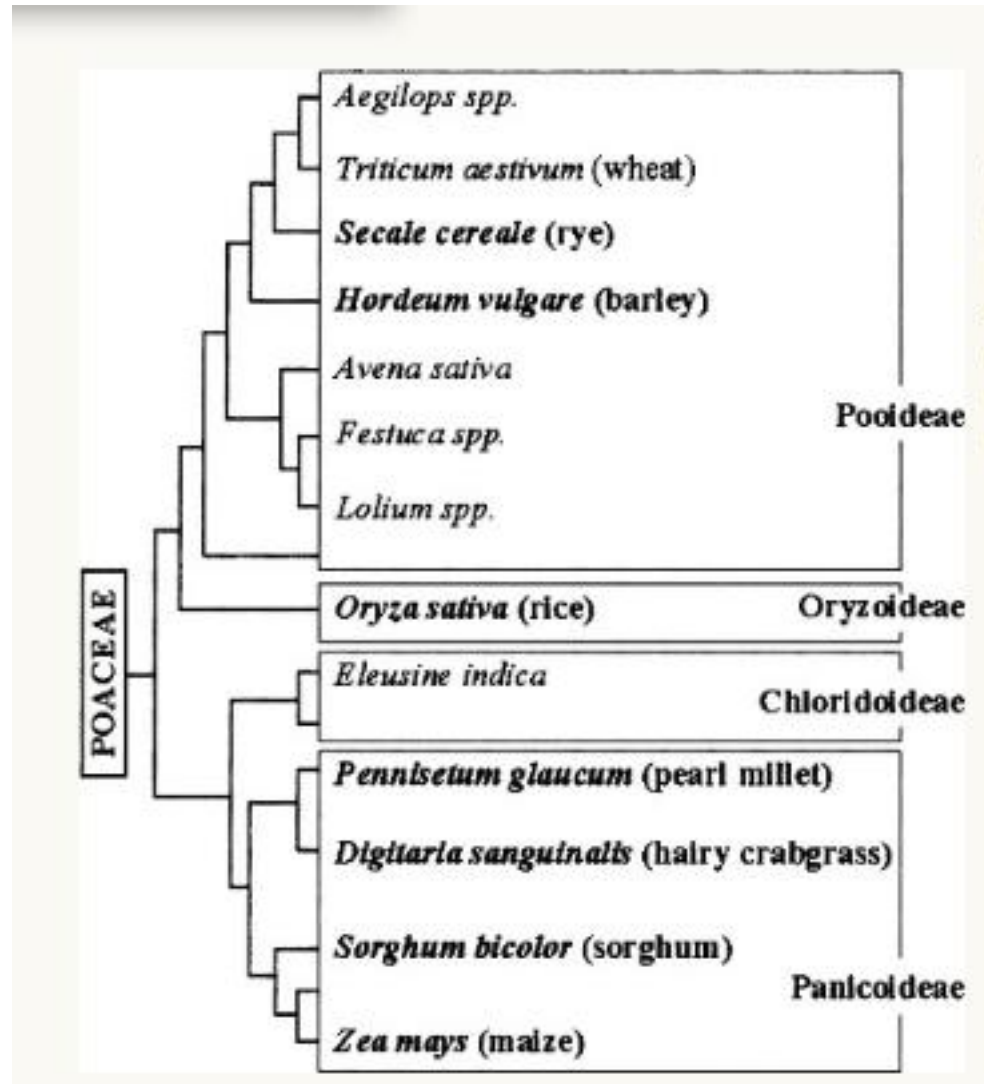 Aegilops spp.
Triticum aestivum (wheat)
Secale cereale (rye)
Hordeum vulgare (barley)
Avena sativa
Festuca spp.
Lolium spp.
Pooideae
Oryza sativa (rice)
Oryzoideae
Eleusine indica
Chloridoideae
Pennisetum glaucum (pearl millet)
Digitaria sanguinalis (hairy crabgrass)
Sorghum bicolor (sorghum)
Panicoideae
Zea mays (maize)
POACEAE